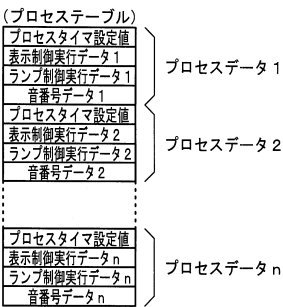 (プロセステーブル)
プロセスタイマ設定値
表示制御実行データ1
ランプ制御実行データ1
音番号データ1
プロセスデータ1
プロセスタイマ設定値
表示制御実行データ2
ランプ制御実行データ2
音番号データ2
プロセスデータ2
プロセスタイマ設定値
表示制御実行データn
ランプ制御実行データn
音番号データn
プロセスデータn